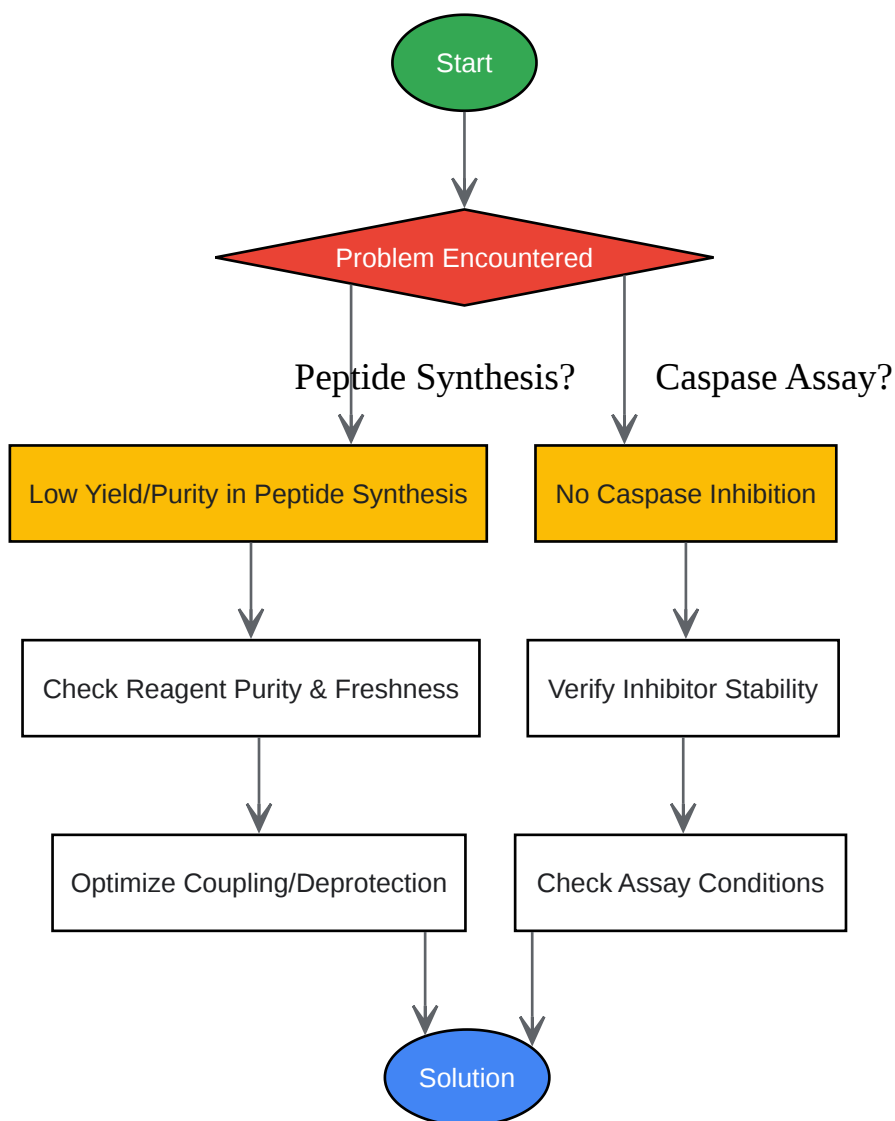 Start
Problem Encountered
Peptide Synthesis?
Caspase Assay?
Low Yield/Purity in Peptide Synthesis
No Caspase Inhibition
Check Reagent Purity & Freshness
Verify Inhibitor Stability
Optimize Coupling/Deprotection
Check Assay Conditions
Solution